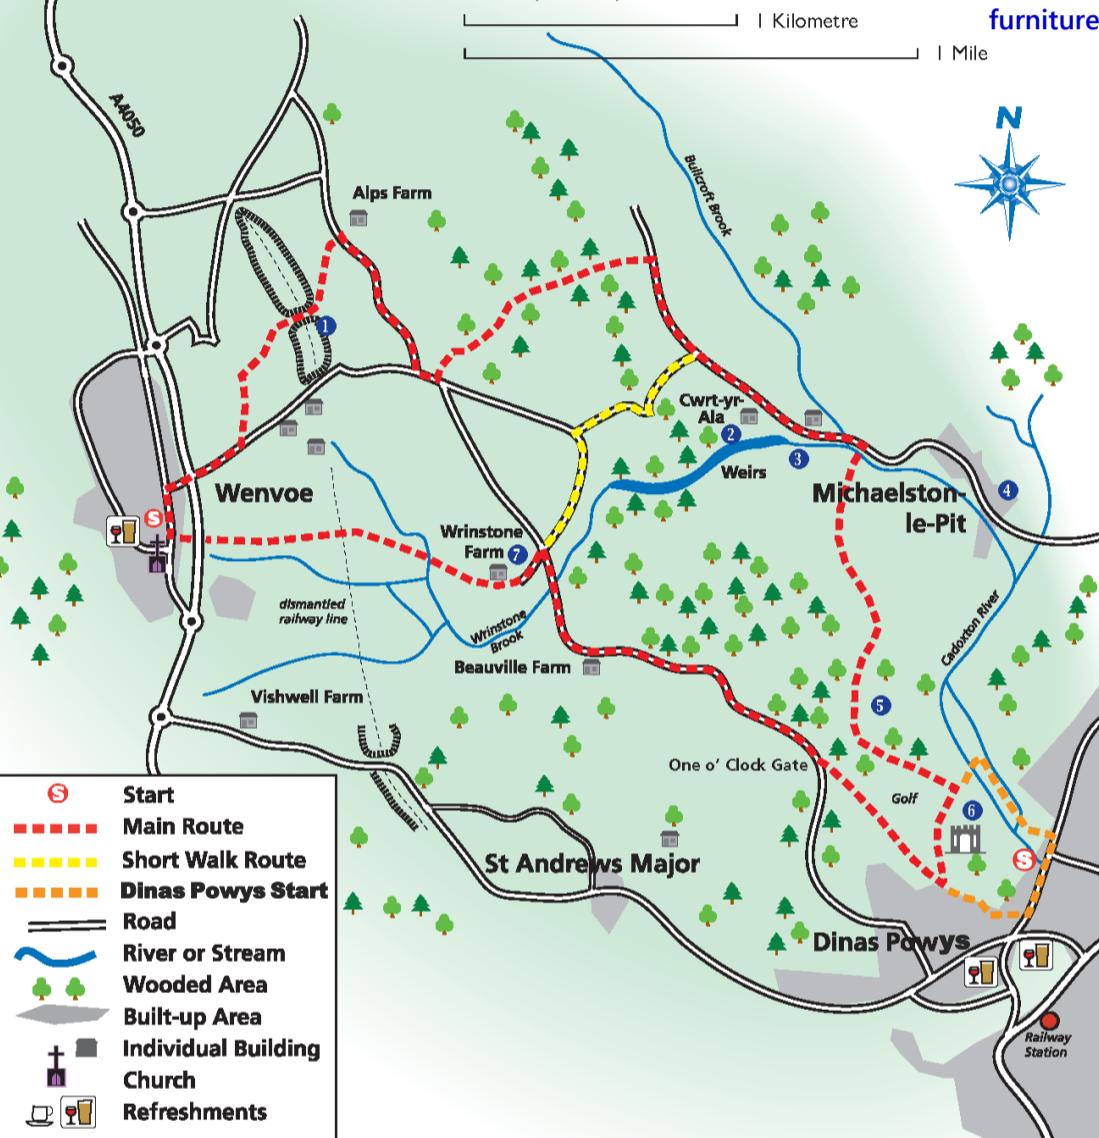 1 Kilometre
furniture
1 Mile
A4050
N
Bullcroft Brook
Alps Farm
1
Cwrt-yr-
Ala
2
Weirs
3
Wenvoe
Michaelston-
le-Pit
4
S
Wrinstone
Farm
7
dismantled
railway line
Wrinstone
Brook
Cadoxton River
Beauville Farm
Vishwell Farm
5
One o' Clock Gate
Golf
6
S
St Andrews Major
Dinas Powys
Railway
Station
S
Start
Main Route
Short Walk Route
Dinas Powys Start
Road
River or Stream
Wooded Area
Built-up Area
Individual Building
Church
Refreshments